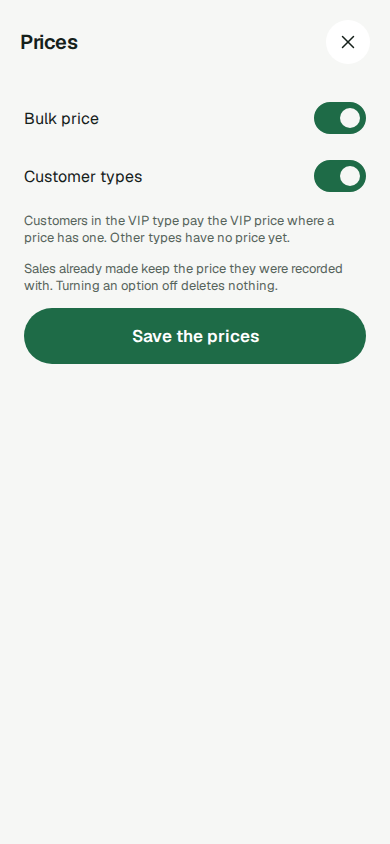 Prices
Bulk price
Customer types
Customers in the VIP type pay the VIP price where a
price has one. Other types have no price yet.
Sales already made keep the price they were recorded
with. Turning an option off deletes nothing.
Save the prices